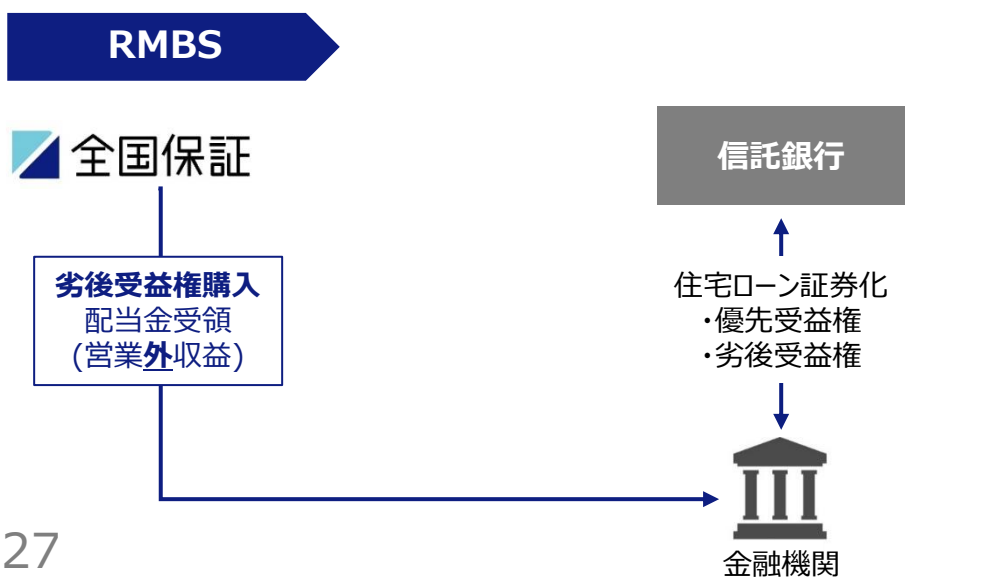 RMBS
全国保証
信託銀行
劣後受益権購入
配当金受領
(営業外収益)
住宅ローン証券化
・優先受益権
・劣後受益権
金融機関
27